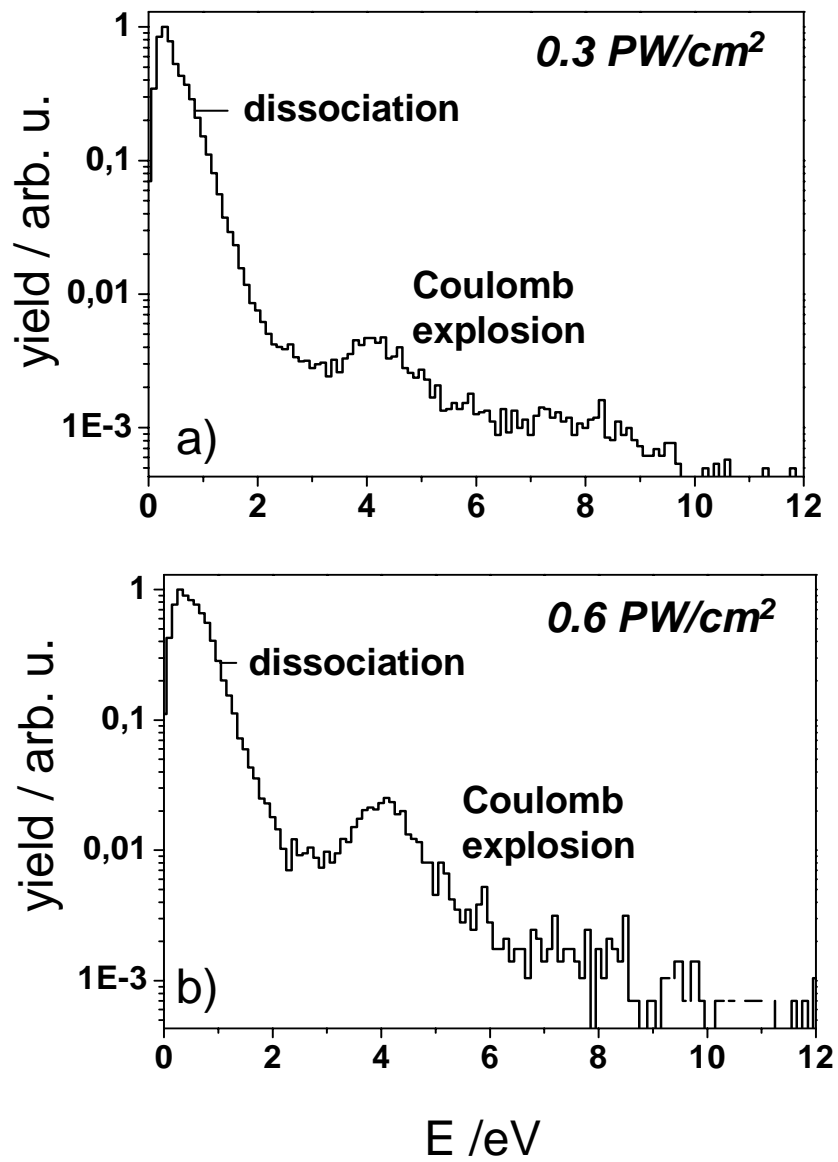 0.3 PW/cm²
1
0,1
0,01
1E-3
yield / arb. u.
dissociation
Coulomb
explosion
a)
0 2 4 6 8 10 12
0.6 PW/cm²
1
0,1
0,01
1E-3
yield / arb. u.
dissociation
Coulomb
explosion
b)
0 2 4 6 8 10 12
E /eV